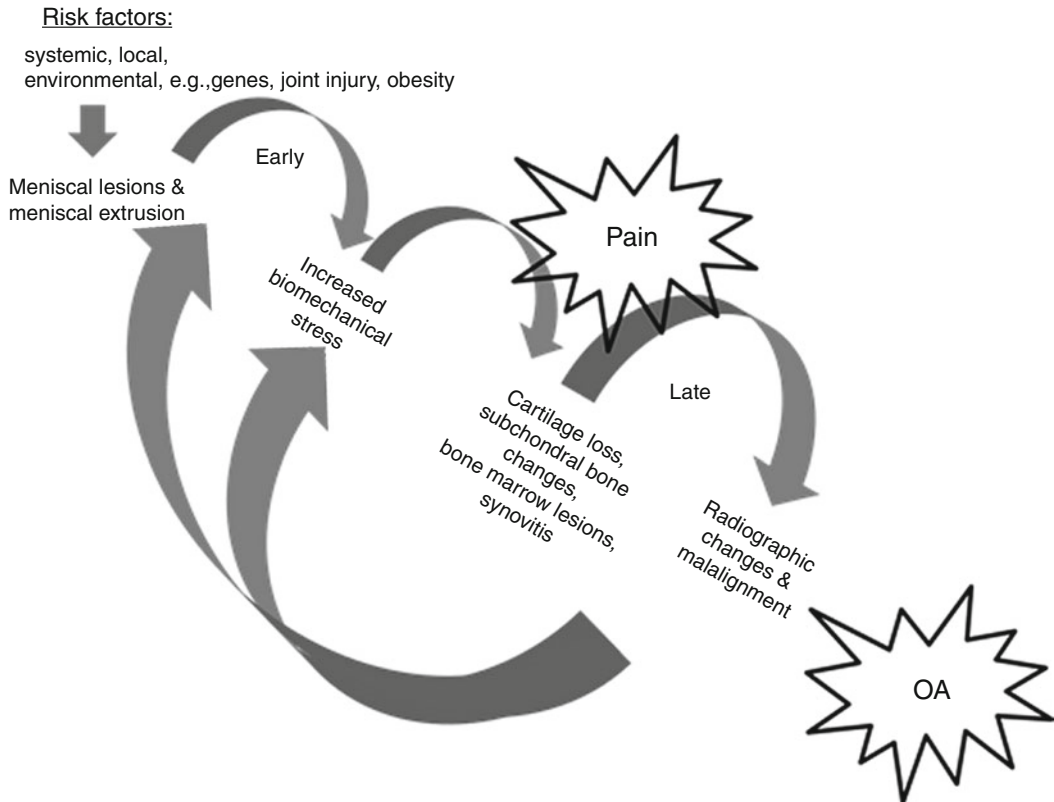 Risk factors:
systemic, local,
environmental, e.g.,genes, joint injury, obesity
Early
Meniscal lesions &
meniscal extrusion
Pain
Increased
biomechanical
stress
Late
Cartilage loss,
subchondral bone
changes,
bone marrow lesions,
synovitis
Radiographic
changes &
malalignment
OA